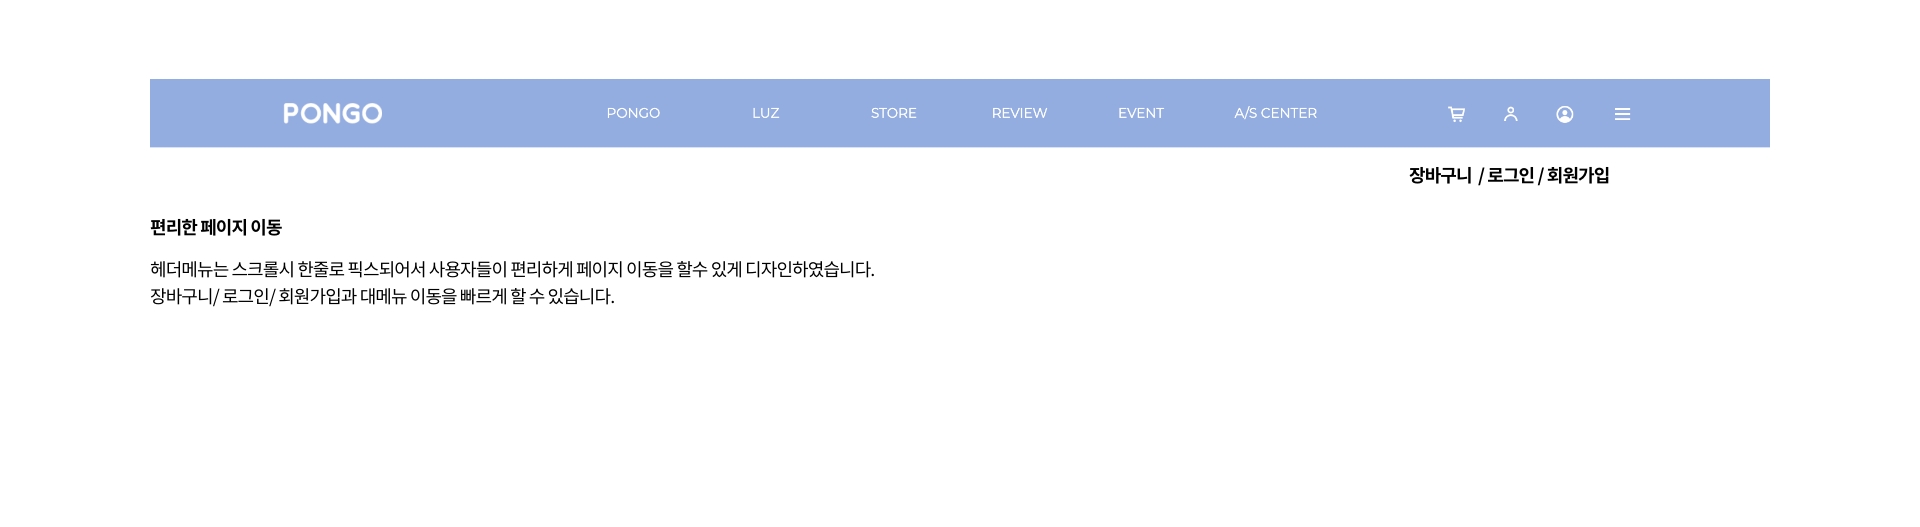 PONGO PONGO LUZ STORE REVIEW EVENT A/S CENTER
장바구니 / 로그인 / 회원가입
편리한 페이지 이동
헤더메뉴는 스크롤시 한줄로 픽스되어서 사용자들이 편리하게 페이지 이동을 할수 있게 디자인하였습니다.
장바구니/ 로그인/ 회원가입과 대메뉴 이동을 빠르게 할 수 있습니다.